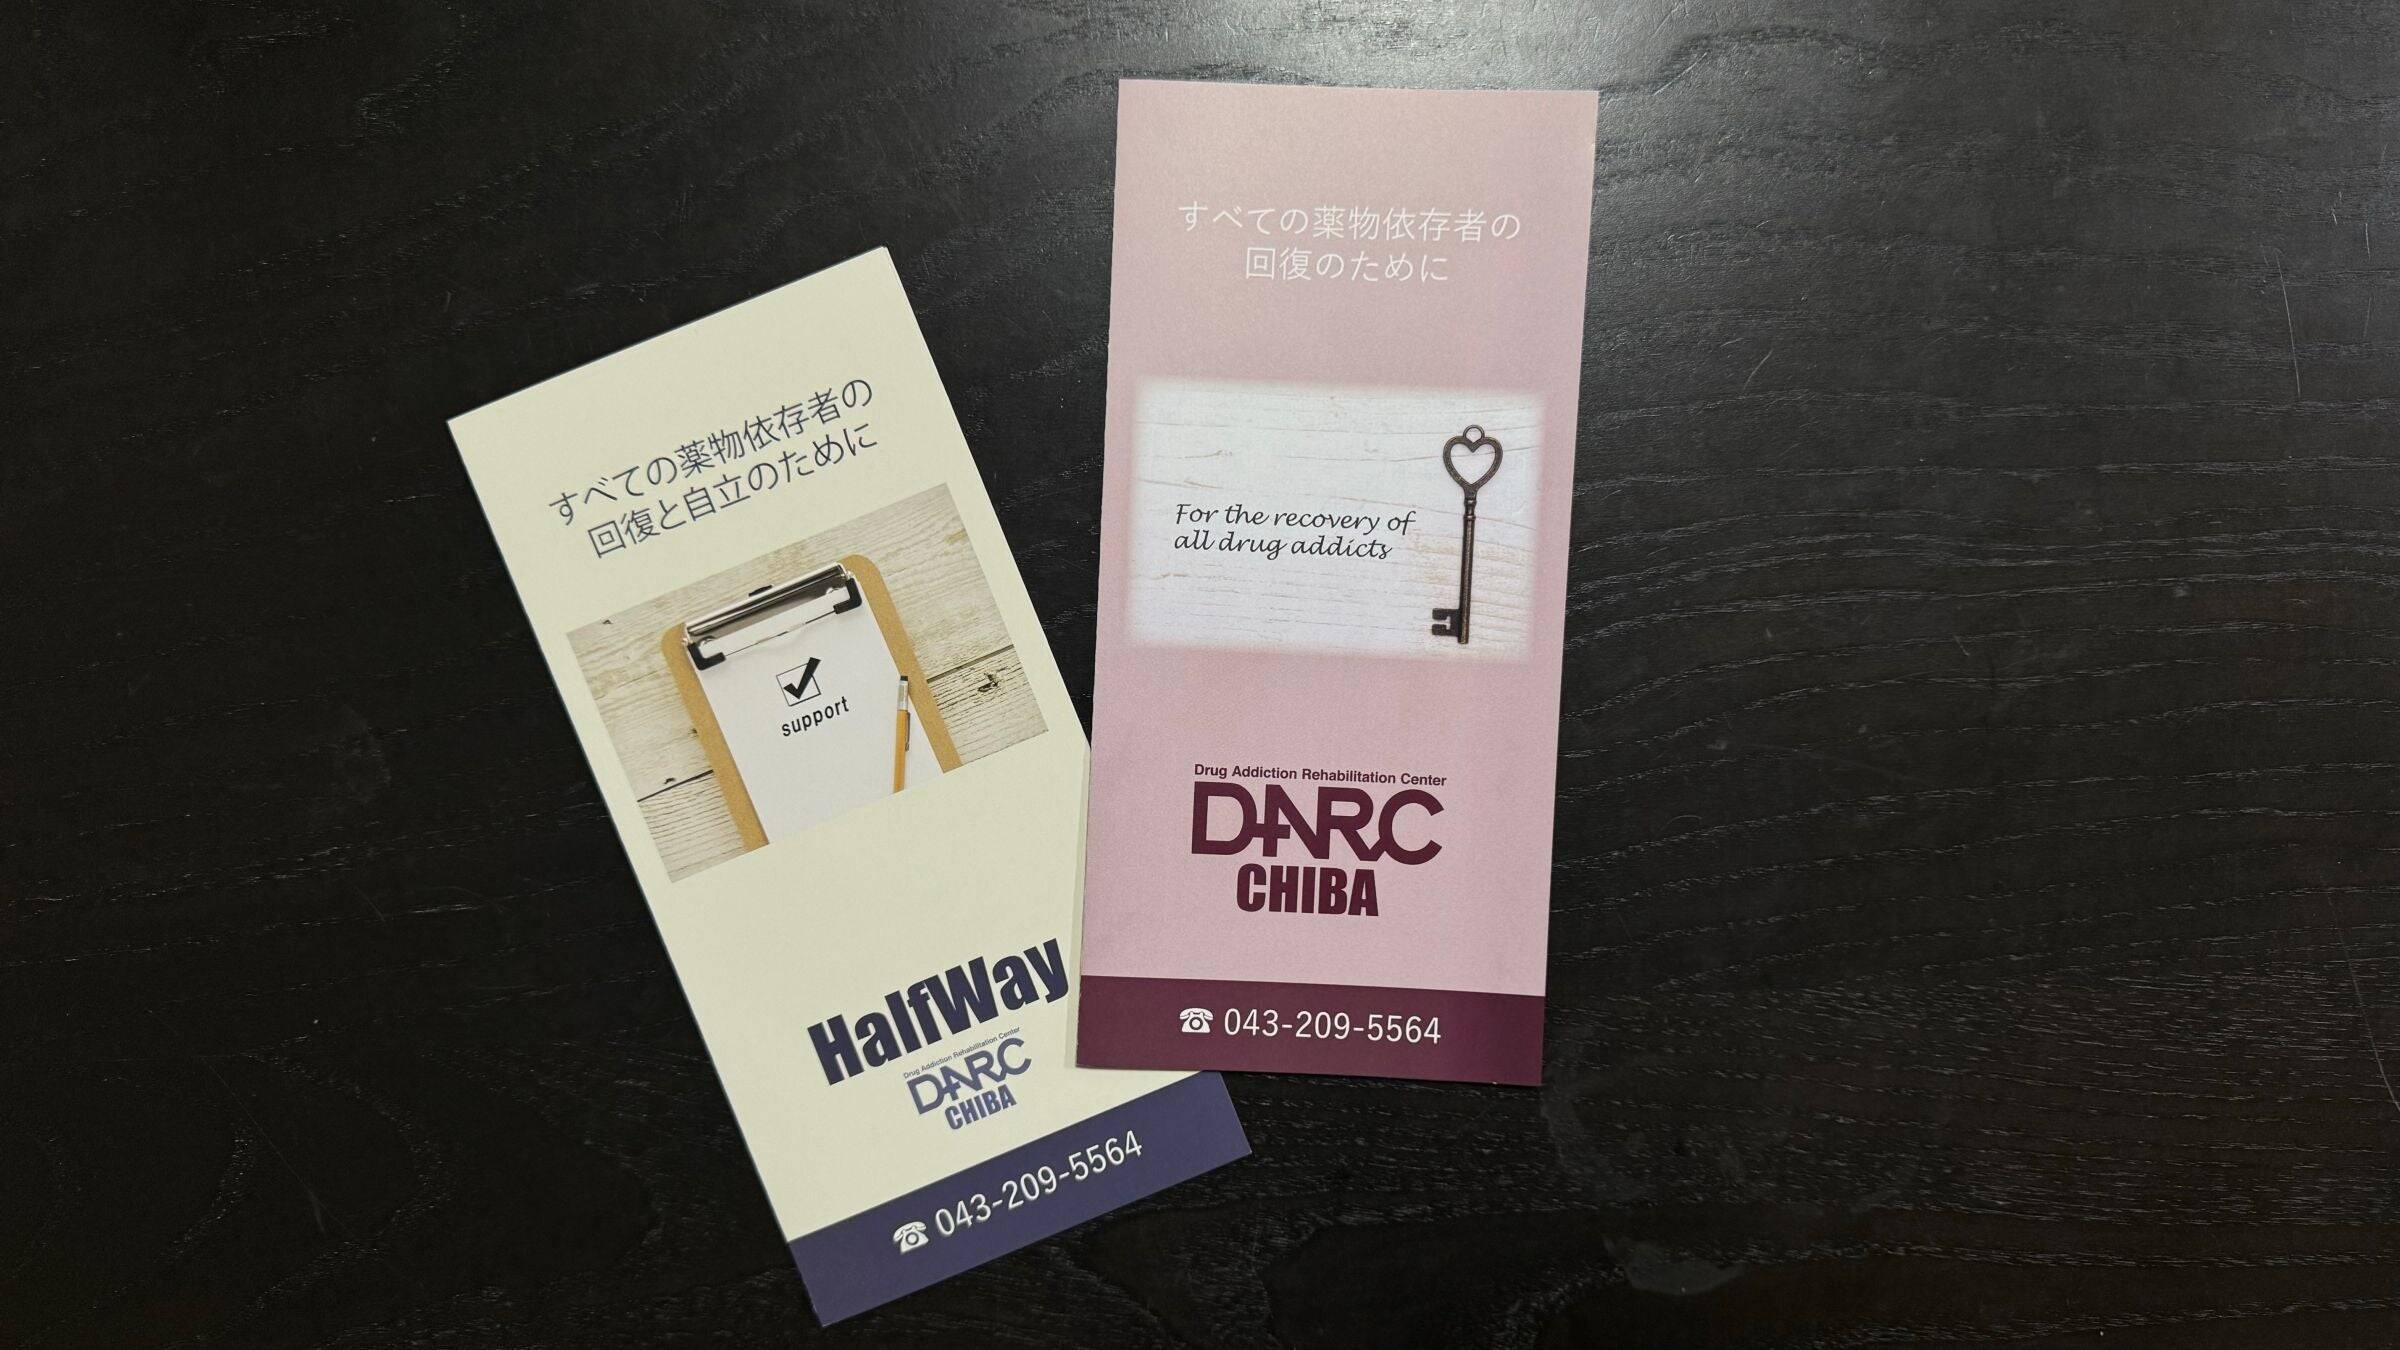 すべての薬物依存者の
回復と自立のために
support
HalfWay
Drug Addiction Rehabilitation Center
DARC
CHIBA
☎ 043-209-5564
すべての薬物依存者の
回復のために
For the recovery of
all drug addicts
Drug Addiction Rehabilitation Center
DARC
CHIBA
☎ 043-209-5564